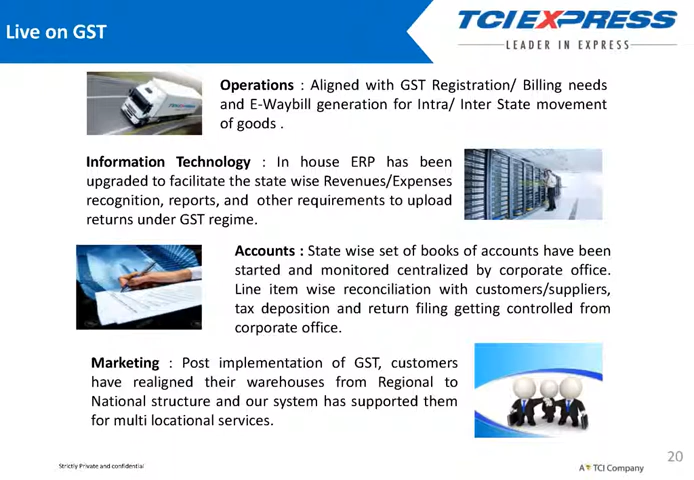 Live on GST
TCIEXPRESS
LEADER IN EXPRESS
Operations : Aligned with GST Registration/ Billing needs
and E-Waybill generation for Intra/ Inter State movement
of goods .
Information Technology : In house ERP has been
upgraded to facilitate the state wise Revenues/Expenses
recognition, reports, and other requirements to upload
returns under GST regime.
Accounts : State wise set of books of accounts have been
started and monitored centralized by corporate office.
Line item wise reconciliation with customers/suppliers,
tax deposition and return filing getting controlled from
corporate office.
Marketing : Post implementation of GST, customers
have realigned their warehouses from Regional to
National structure and our system has supported them
for multi locational services.
Strictly Private and confidential
A TCI Company
20